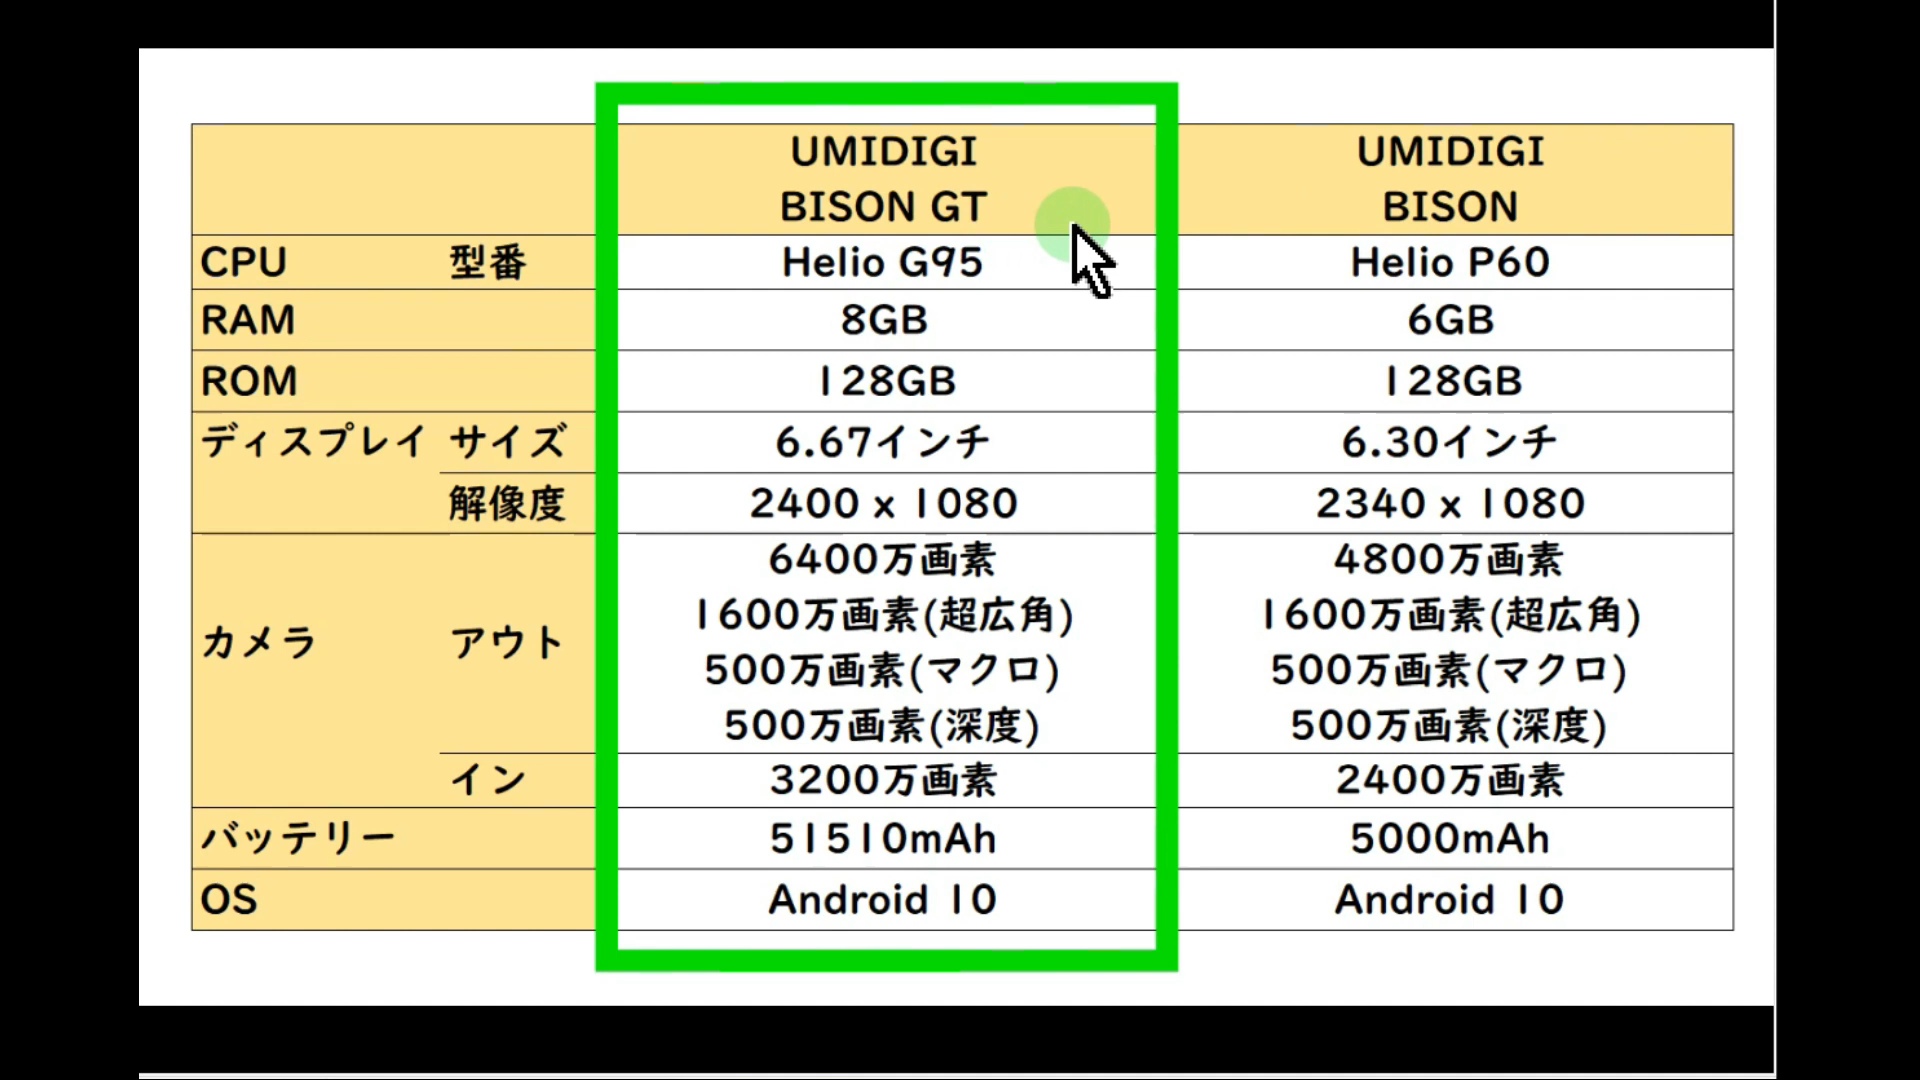 UMIDIGI UMIDIGI
BISON GT BISON
CPU 型番 Helio G95 Helio P60
RAM 8GB 6GB
ROM 128GB 128GB
ディスプレイ サイズ 6.67インチ 6.30インチ
解像度 2400 x 1080 2340 x 1080
6400万画素 4800万画素
1600万画素(超広角) 1600万画素(超広角)
カメラ アウト
500万画素(マクロ) 500万画素(マクロ)
500万画素(深度) 500万画素(深度)
イン 3200万画素 2400万画素
バッテリー 51510mAh 5000mAh
OS Android 10 Android 10